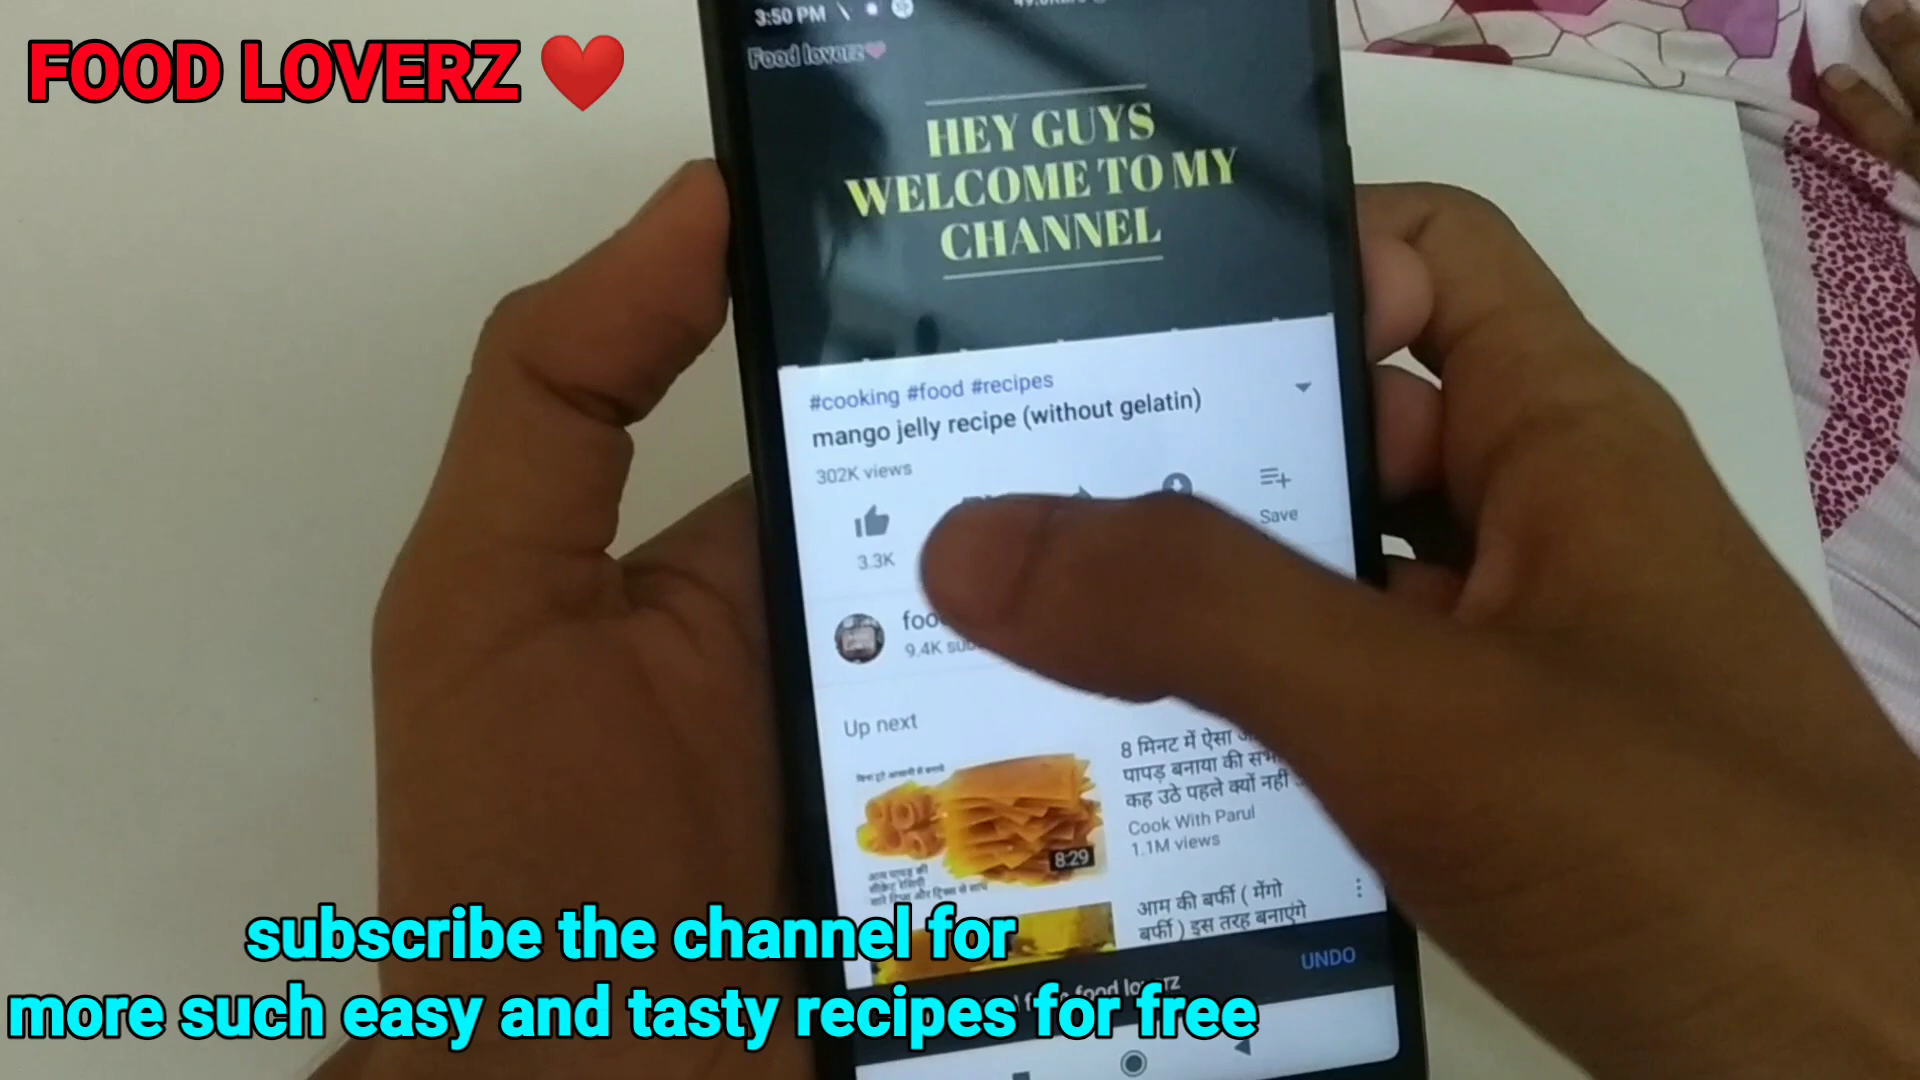 FOOD LOVERZ ❤️
3:50 PM
Food loverz
HEY GUYS
WELCOME TO MY
CHANNEL
#cooking #food #recipes
mango jelly recipe (without gelatin)
302K views
3.3K
Save
9.4K
Up next
8 मिनट में ऐसा
पापड़ बनाया की
कह उठे पहले क्यों नहीं
Cook With Parul
1.1M views
8:29
आम की बर्फी ( मेंगो
बर्फी ) इस तरह बनाएंगे
food loverz
UNDO
subscribe the channel for
more such easy and tasty recipes for free